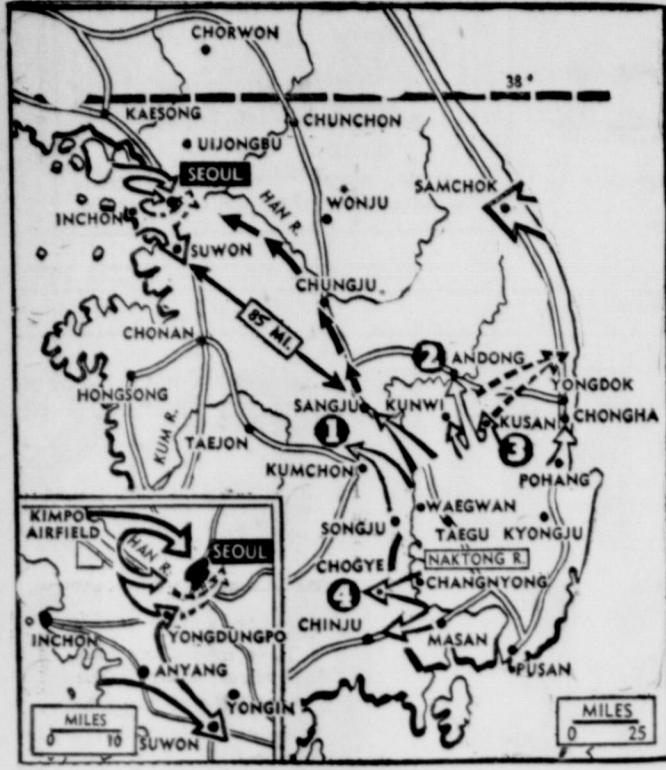 CHORWON
38°
KAESONG
CHUNCHON
UIJONGBU
SEOUL
SAMCHOK
HAN R.
WONJU
INCHON
SUWON
CHUNGJU
85 MI.
CHONAN
2
ANDONG
YONGDOK
HONGSONG
SANGJU
KUNWI
CHONGHA
KUSAN
1
3
KUM R.
TAEJON
KUMCHON
POHANG
WAEGWAN
SONGJU
TAEGU
KYONGJU
CHOGYE
NAKTONG R.
CHANGNYONG
4
CHINJU
MASAN
PUSAN
MILES
0 25
KIMPO
AIRFIELD
HAN R.
SEOUL
INCHON
YONGDUNGPO
ANYANG
YONGIN
MILES
0 10
SUWON